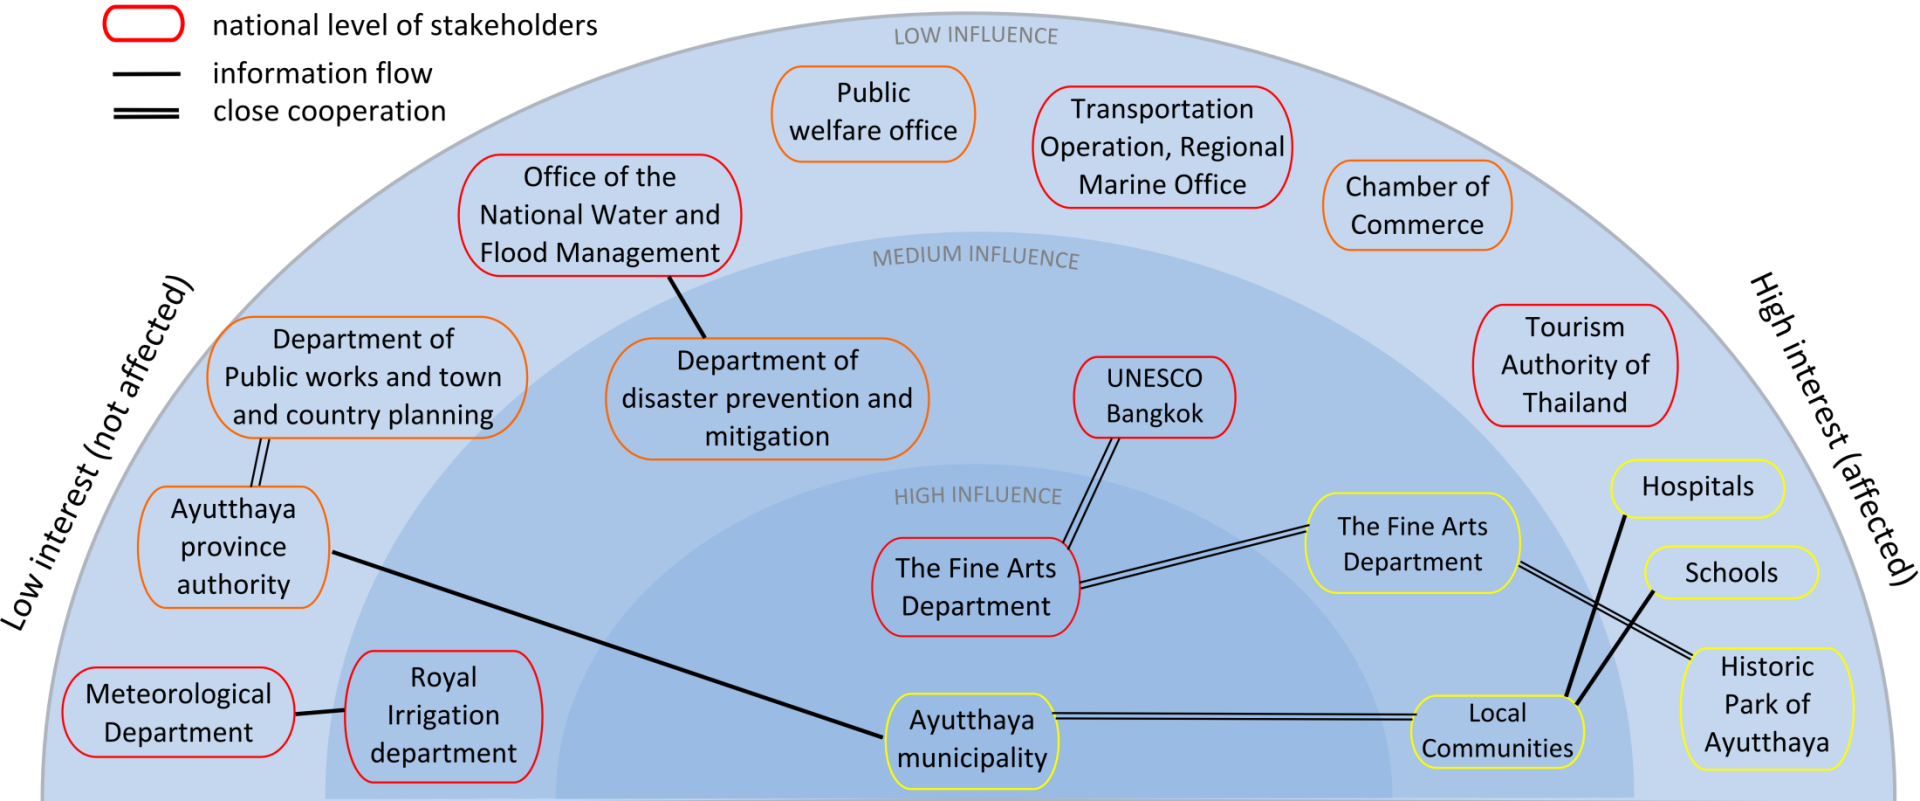 national level of stakeholders
information flow
close cooperation
LOW INFLUENCE
Public
welfare office
Transportation
Operation, Regional
Marine Office
Chamber of
Commerce
Office of the
National Water and
Flood Management
MEDIUM INFLUENCE
Low interest (not affected)
High interest (affected)
Department of
Public works and town
and country planning
Department of
disaster prevention and
mitigation
UNESCO
Bangkok
Tourism
Authority of
Thailand
HIGH INFLUENCE
Ayutthaya
province
authority
The Fine Arts
Department
The Fine Arts
Department
Hospitals
Schools
Meteorological
Department
Royal
Irrigation
department
Ayutthaya
municipality
Local
Communities
Historic
Park of
Ayutthaya